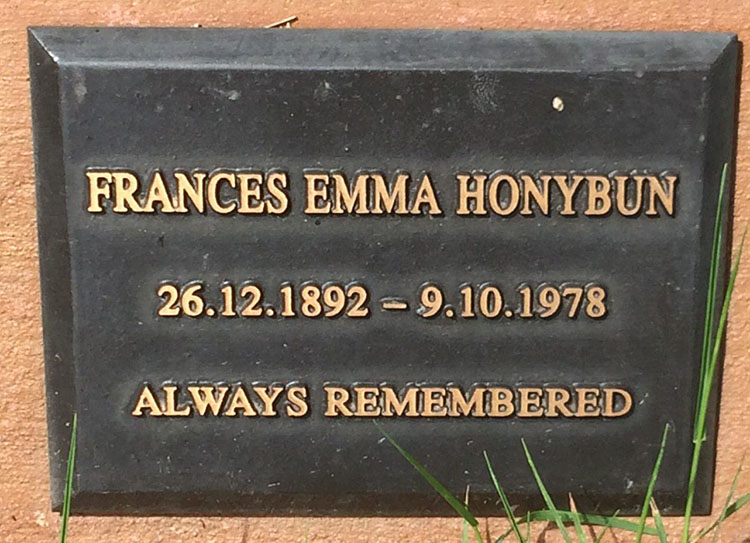 FRANCES EMMA HONYBUN
26.12.1892 – 9.10.1978
ALWAYS REMEMBERED